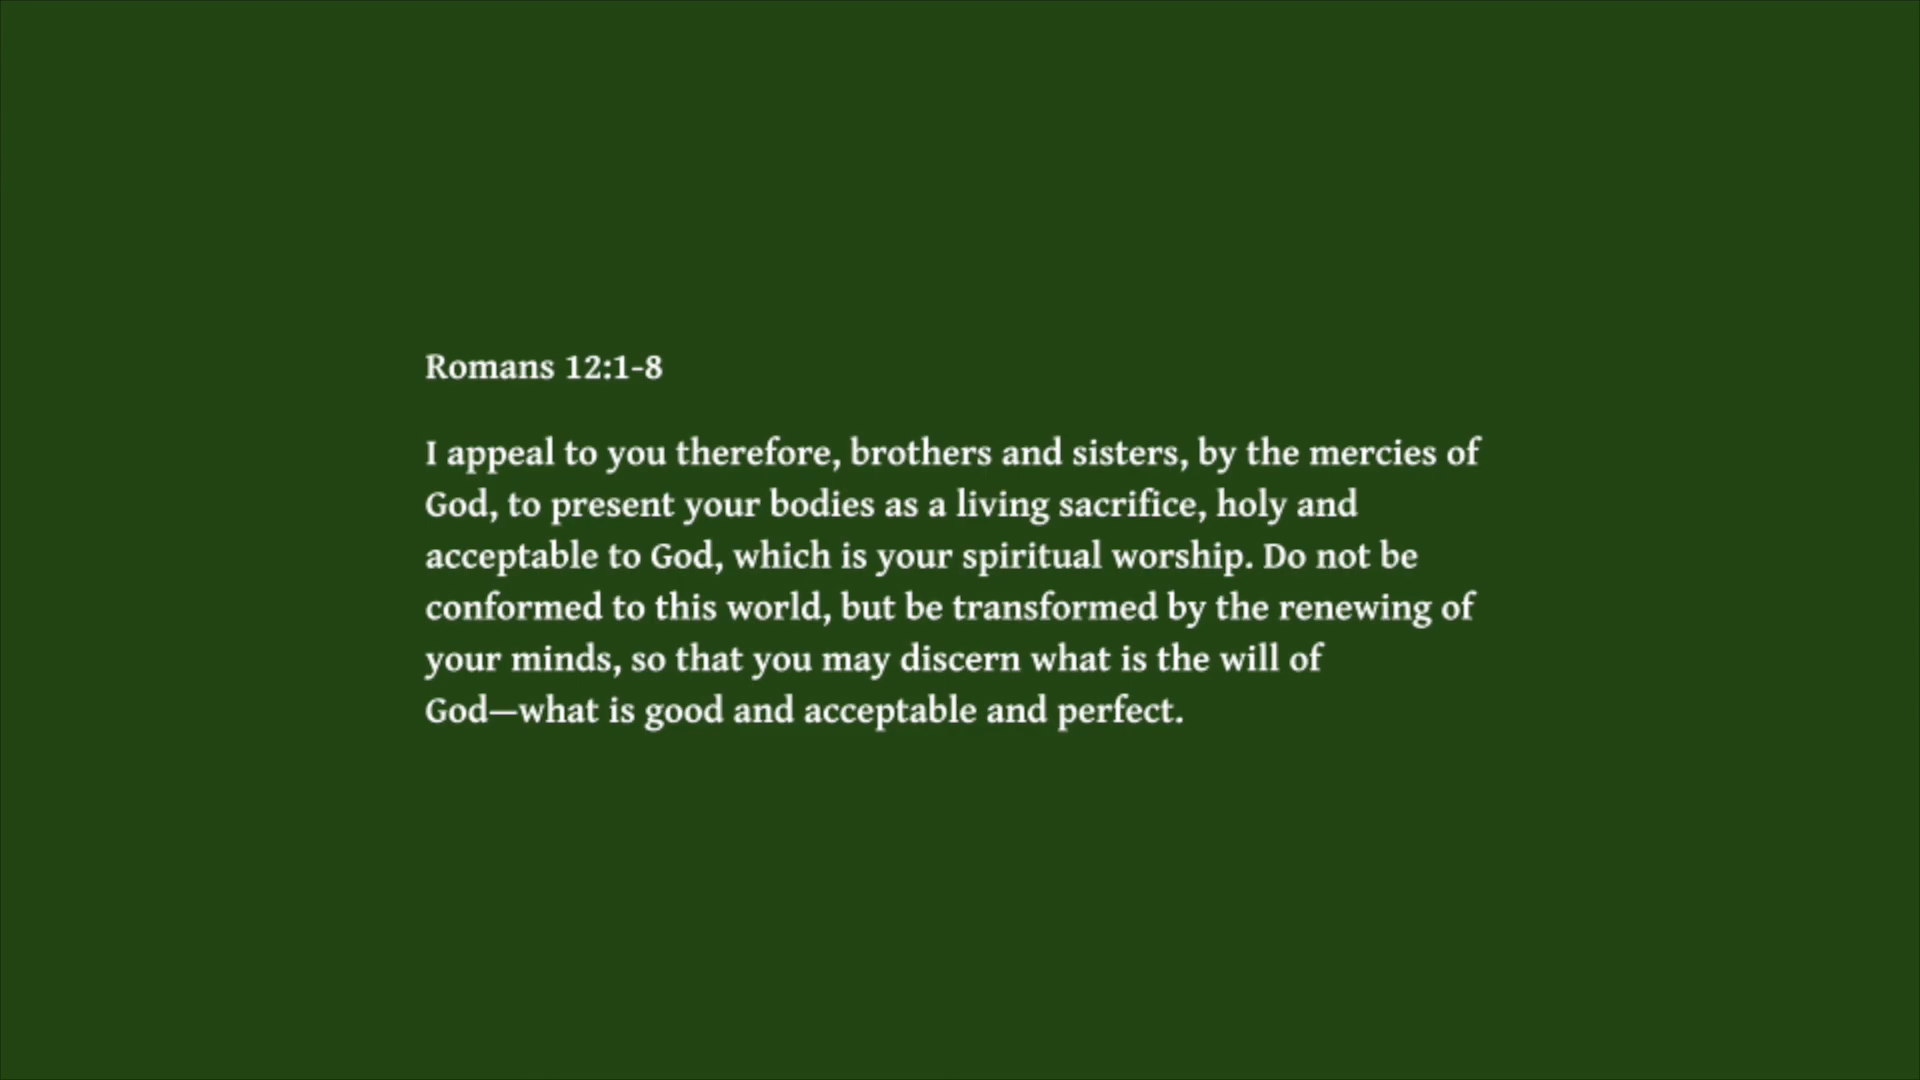 Romans 12:1-8
I appeal to you therefore, brothers and sisters, by the mercies of
God, to present your bodies as a living sacrifice, holy and
acceptable to God, which is your spiritual worship. Do not be
conformed to this world, but be transformed by the renewing of
your minds, so that you may discern what is the will of
God—what is good and acceptable and perfect.